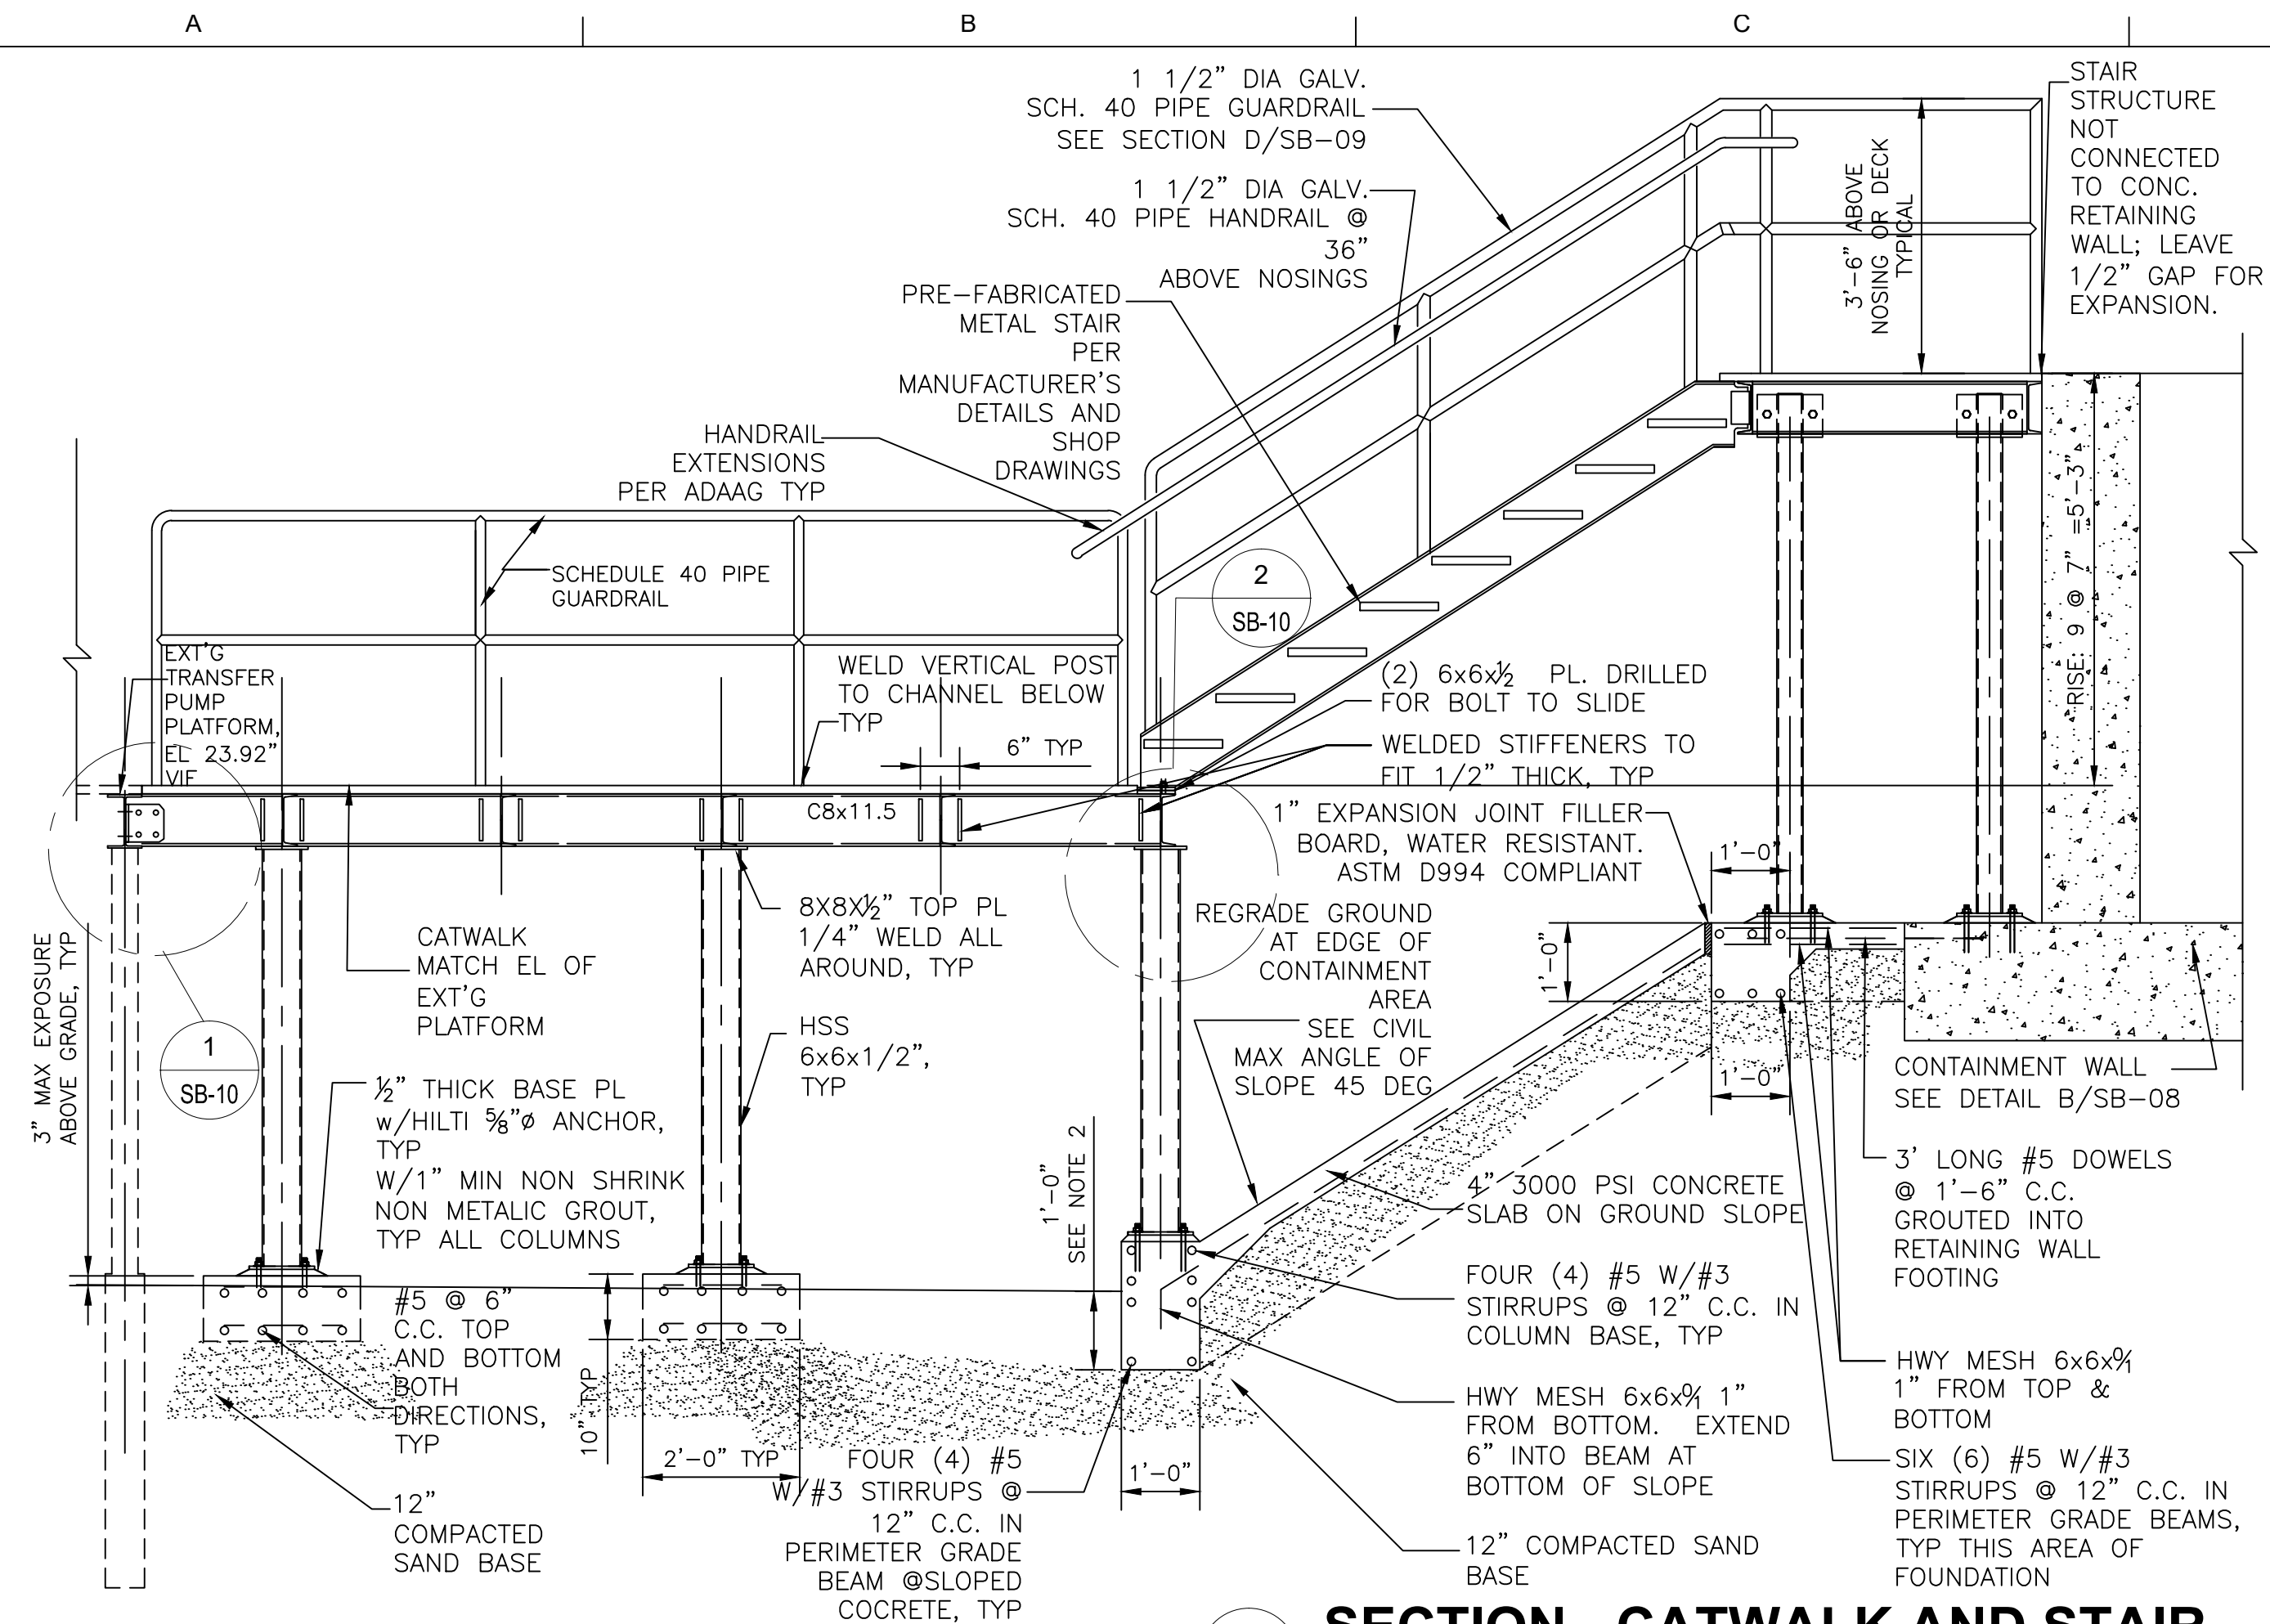 A
B
C
1 1/2” DIA GALV.
SCH. 40 PIPE GUARDRAIL
SEE SECTION D/SB-09
1 1/2” DIA GALV.
SCH. 40 PIPE HANDRAIL @
36”
ABOVE NOSINGS
PRE-FABRICATED
METAL STAIR
PER
MANUFACTURER'S
DETAILS AND
SHOP
DRAWINGS
HANDRAIL
EXTENSIONS
PER ADAAG TYP
3'-6” ABOVE
NOSING OR DECK
TYPICAL
STAIR
STRUCTURE
NOT
CONNECTED
TO CONC.
RETAINING
WALL; LEAVE
1/2” GAP FOR
EXPANSION.
SCHEDULE 40 PIPE
GUARDRAIL
EXT'G
TRANSFER
PUMP
PLATFORM,
EL 23.92”
VIF
WELD VERTICAL POST
TO CHANNEL BELOW
TYP
6” TYP
2
SB-10
RISE: 9 @ 7” =5'-3”
(2) 6x6x½ PL. DRILLED
FOR BOLT TO SLIDE
WELDED STIFFENERS TO
FIT 1/2” THICK, TYP
C8x11.5
1” EXPANSION JOINT FILLER
BOARD, WATER RESISTANT.
ASTM D994 COMPLIANT
1'-0”
8X8X½” TOP PL
1/4” WELD ALL
AROUND, TYP
REGRADE GROUND
AT EDGE OF
CONTAINMENT
AREA
SEE CIVIL
MAX ANGLE OF
SLOPE 45 DEG
1'-0”
CATWALK
MATCH EL OF
EXT'G
PLATFORM
3” MAX EXPOSURE
ABOVE GRADE, TYP
HSS
6x6x1/2”,
TYP
1
SB-10
½” THICK BASE PL
w/HILTI ⅝”ø ANCHOR,
TYP
W/1” MIN NON SHRINK
NON METALIC GROUT,
TYP ALL COLUMNS
1'-0”
SEE NOTE 2
1'-0”
CONTAINMENT WALL
SEE DETAIL B/SB-08
3' LONG #5 DOWELS
@ 1'-6” C.C.
GROUTED INTO
RETAINING WALL
FOOTING
4” 3000 PSI CONCRETE
SLAB ON GROUND SLOPE
FOUR (4) #5 W/#3
STIRRUPS @ 12” C.C. IN
COLUMN BASE, TYP
#5 @ 6”
C.C. TOP
AND BOTTOM
BOTH
DIRECTIONS,
TYP
10” TYP
2'-0” TYP
HWY MESH 6x6x%
1” FROM TOP &
BOTTOM
HWY MESH 6x6x% 1”
FROM BOTTOM. EXTEND
6” INTO BEAM AT
BOTTOM OF SLOPE
FOUR (4) #5
W/#3 STIRRUPS @
12” C.C. IN
PERIMETER GRADE
BEAM @SLOPED
COCRETE, TYP
1'-0”
SIX (6) #5 W/#3
STIRRUPS @ 12” C.C. IN
PERIMETER GRADE BEAMS,
TYP THIS AREA OF
FOUNDATION
12”
COMPACTED
SAND BASE
12” COMPACTED SAND
BASE
SECTION - CATWALK AND STAIR